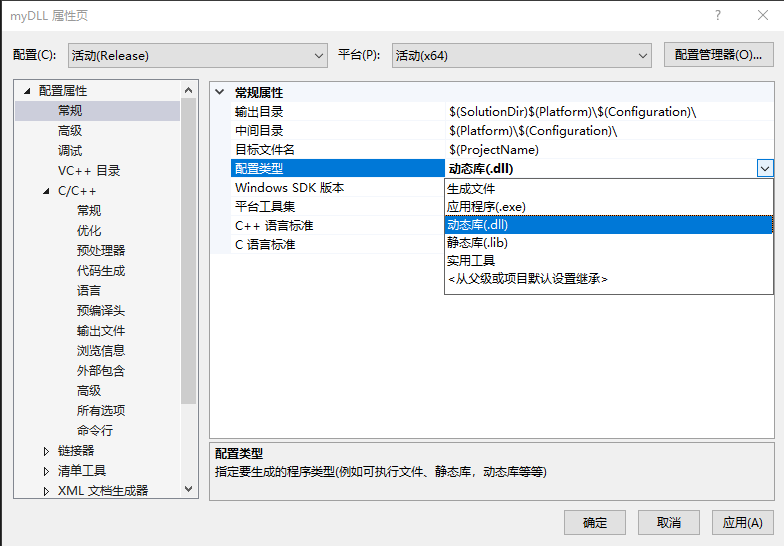 myDLL 属性页
配置(C):
活动(Release)
平台(P):
活动(x64)
配置管理器(O)...
配置属性
常规
高级
调试
VC++ 目录
C/C++
常规
优化
预处理器
代码生成
语言
预编译头
输出文件
浏览信息
外部包含
高级
所有选项
命令行
链接器
清单工具
XML 文档生成器
常规属性
输出目录 $(SolutionDir)$(Platform)\$(Configuration)\
中间目录 $(Platform)\$(Configuration)\
目标文件名 $(ProjectName)
配置类型 动态库(.dll)
Windows SDK 版本
平台工具集
C++ 语言标准
C 语言标准
生成文件
应用程序(.exe)
动态库(.dll)
静态库(.lib)
实用工具
<从父级或项目默认设置继承>
配置类型
指定要生成的程序类型(例如可执行文件、静态库，动态库等等)
确定
取消
应用(A)